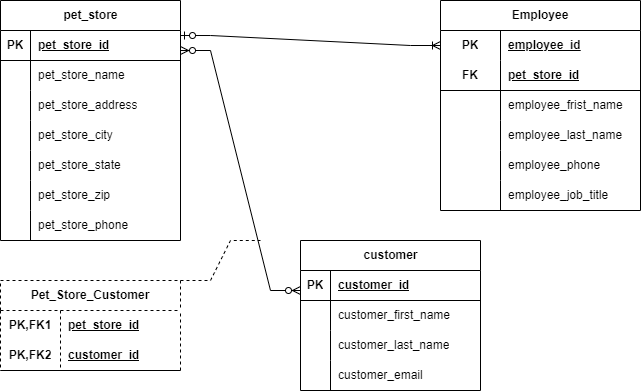 pet_store
PK pet_store_id
pet_store_name
pet_store_address
pet_store_city
pet_store_state
pet_store_zip
pet_store_phone
Employee
PK employee_id
FK pet_store_id
employee_frist_name
employee_last_name
employee_phone
employee_job_title
customer
PK customer_id
customer_first_name
customer_last_name
customer_email
Pet_Store_Customer
PK,FK1 pet_store_id
PK,FK2 customer_id